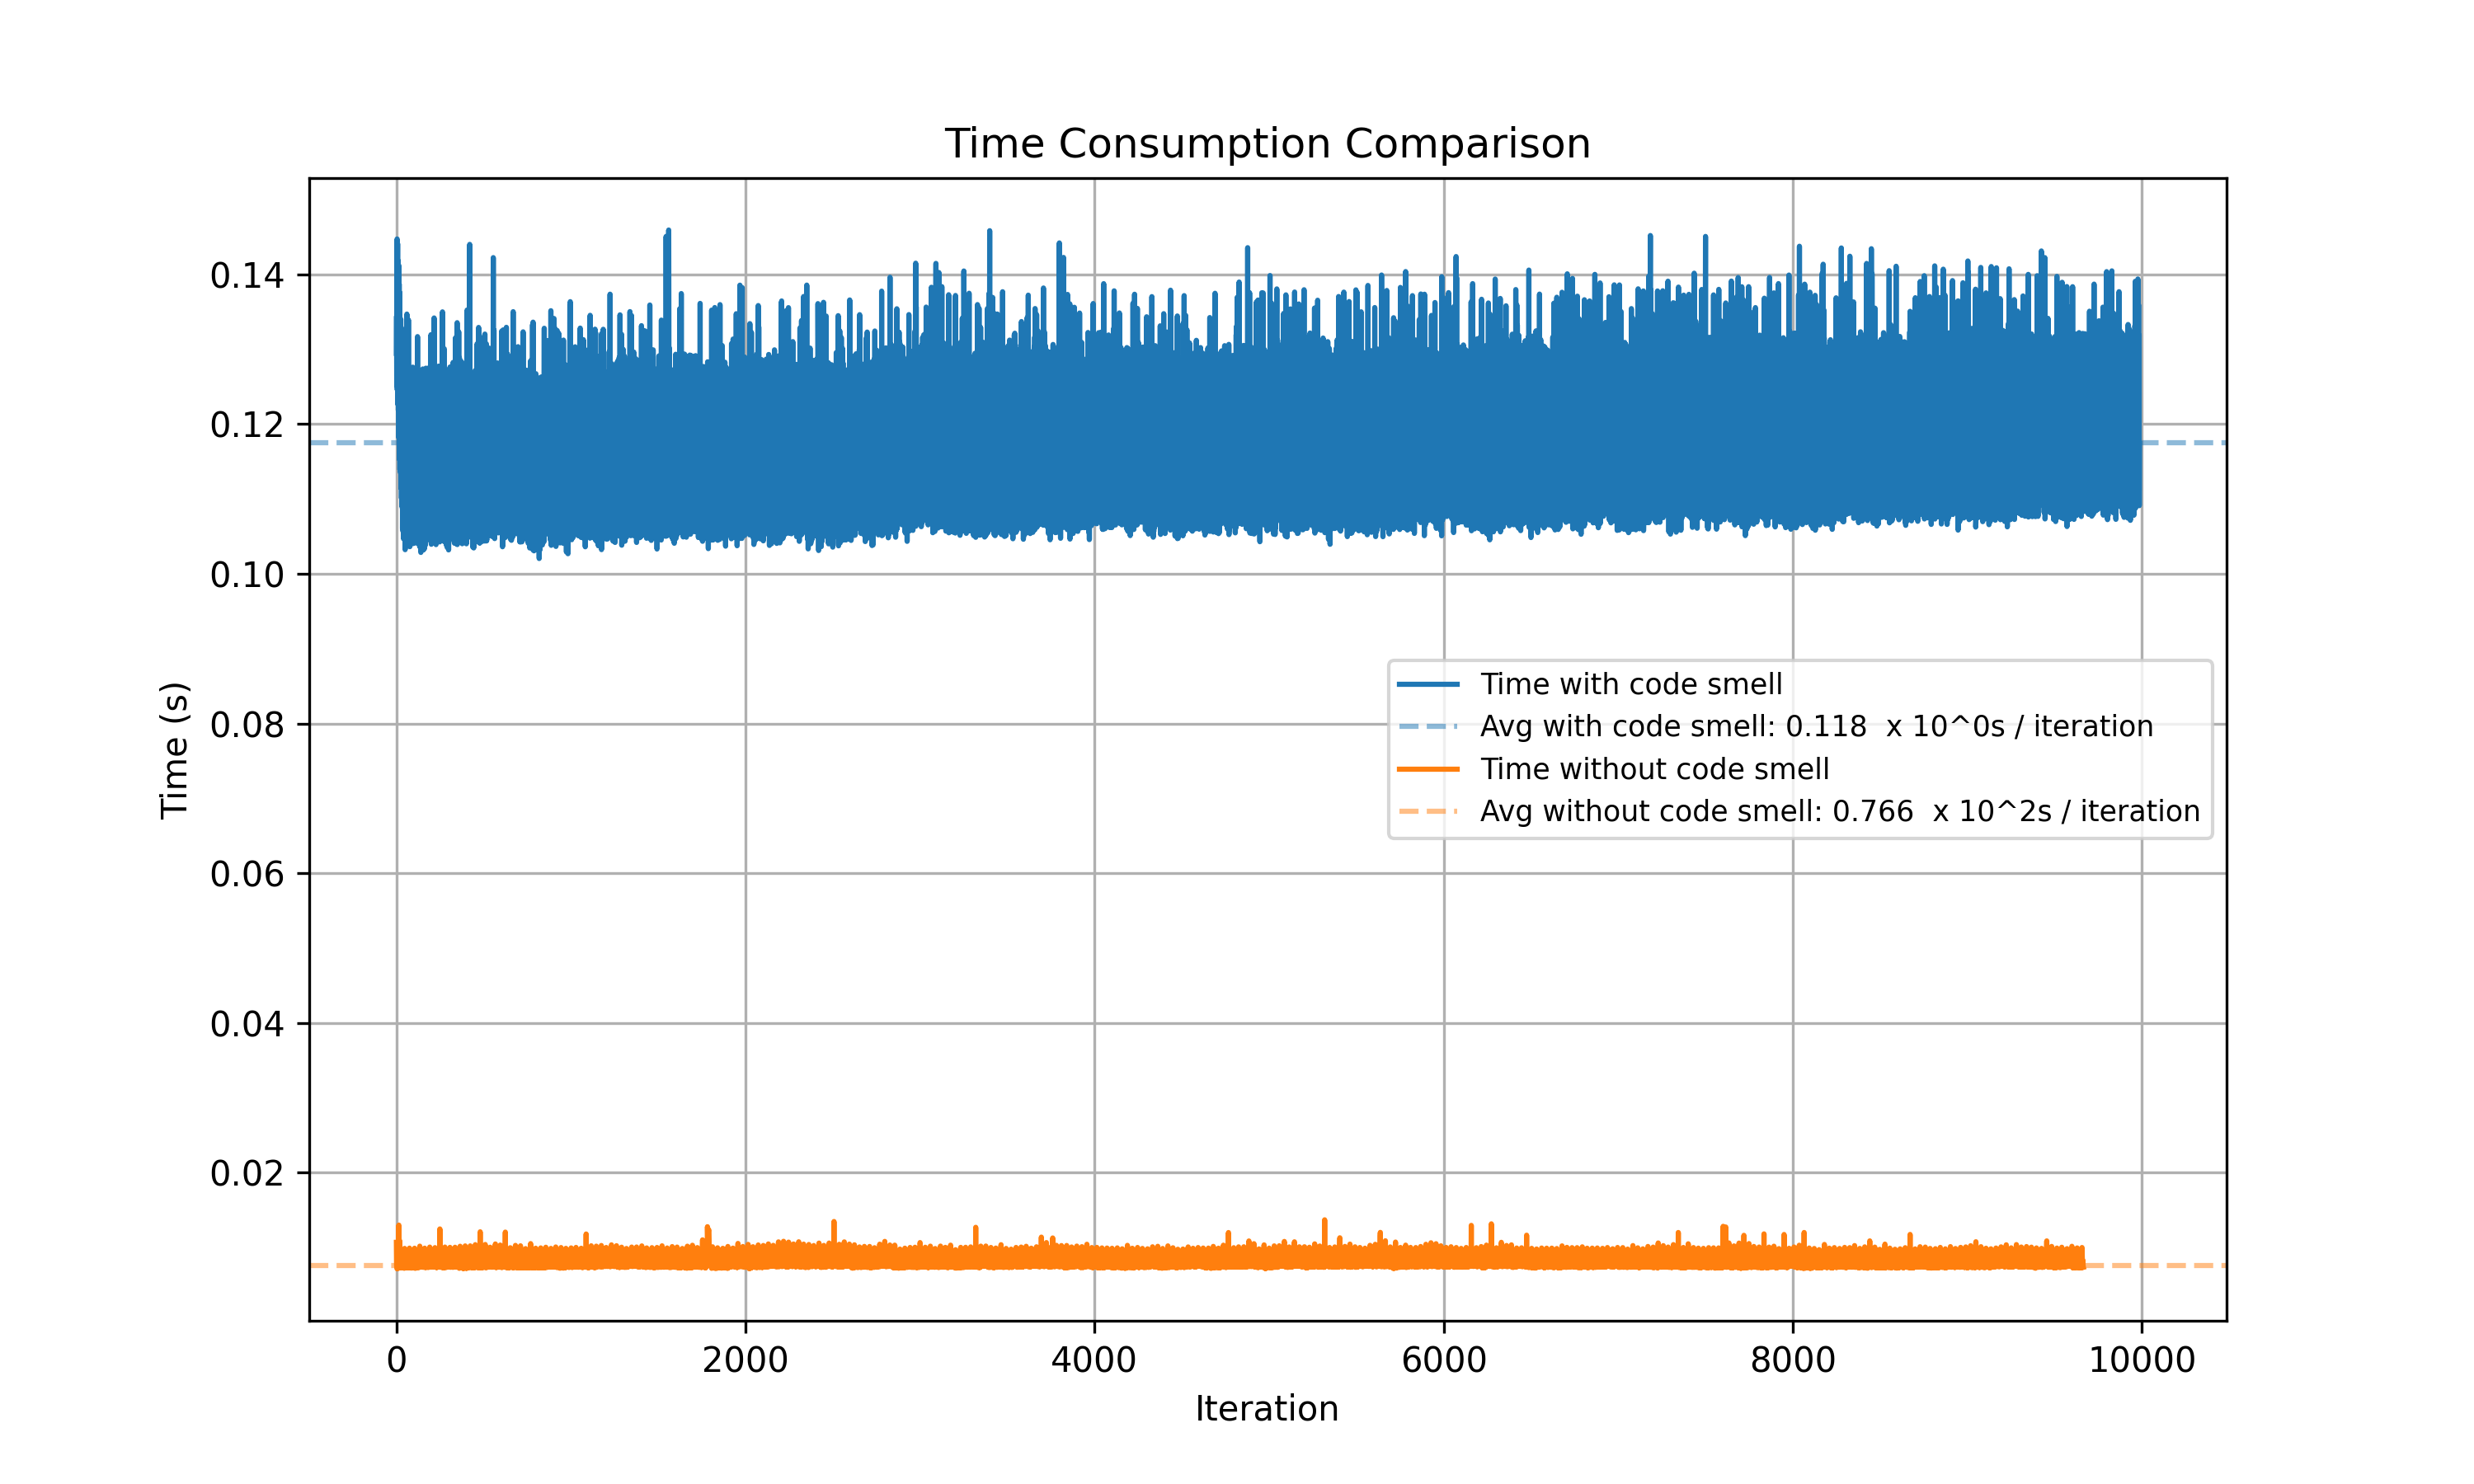 Time Consumption Comparison
0.14
0.12
0.10
0.08
0.06
0.04
0.02
Time (s)
Time with code smell
Avg with code smell: 0.118  x 10^0s / iteration
Time without code smell
Avg without code smell: 0.766  x 10^2s / iteration
0 2000 4000 6000 8000 10000
Iteration